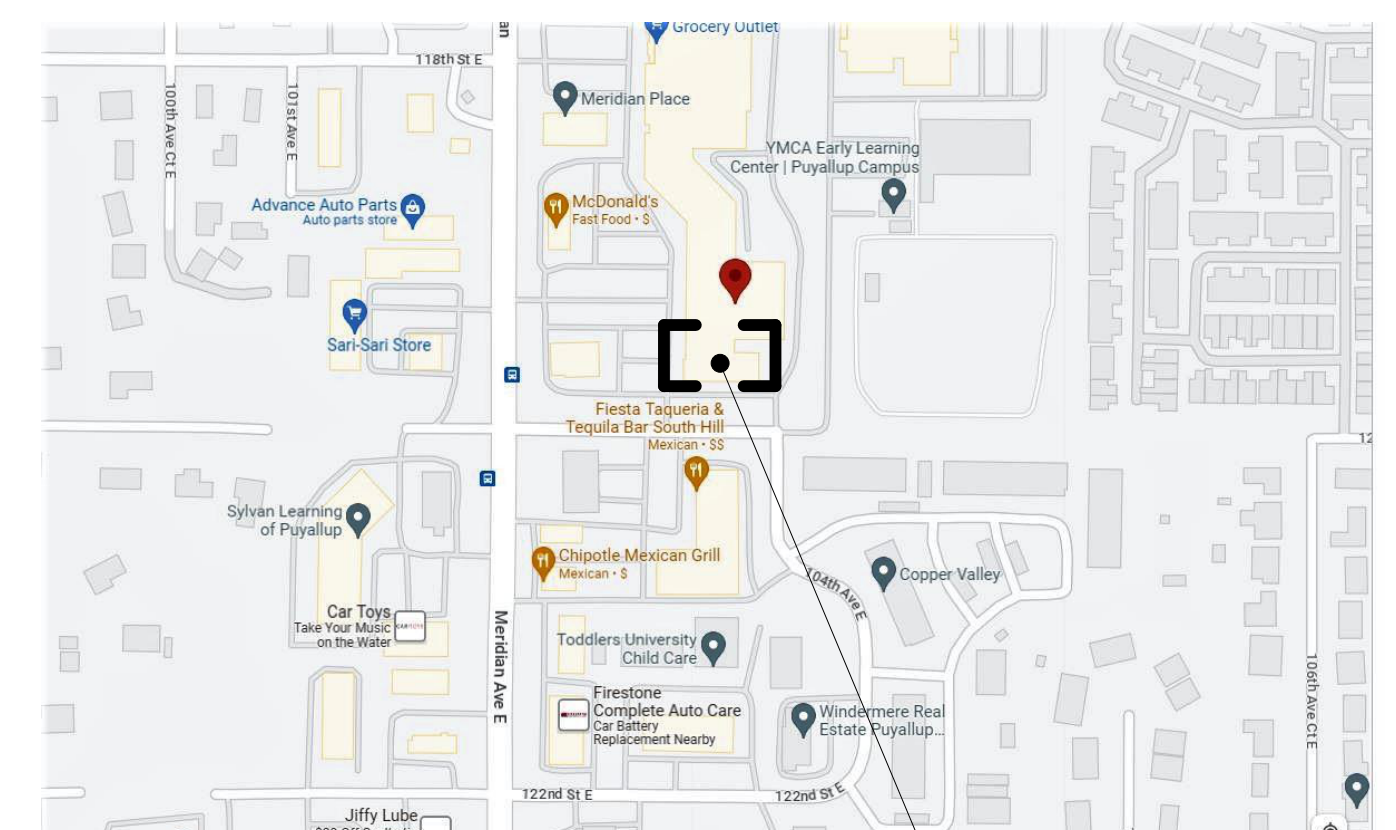 an
Grocery Outlet
118th St E
100th Ave Ct E
101st Ave E
Meridian Place
YMCA Early Learning
Center | Puyallup Campus
McDonald's
Fast Food • $
Advance Auto Parts
Auto parts store
Sari-Sari Store
Fiesta Taqueria &
Tequila Bar South Hill
Mexican • $$
12
Sylvan Learning
of Puyallup
Chipotle Mexican Grill
Mexican • $
104th Ave E
Copper Valley
Car Toys
Take Your Music
on the Water
Meridian Ave E
Toddlers University
Child Care
106th Ave Ct E
Firestone
Complete Auto Care
Car Battery
Replacement Nearby
Windermere Real
Estate Puyallup...
122nd St E
122nd St E
Jiffy Lube